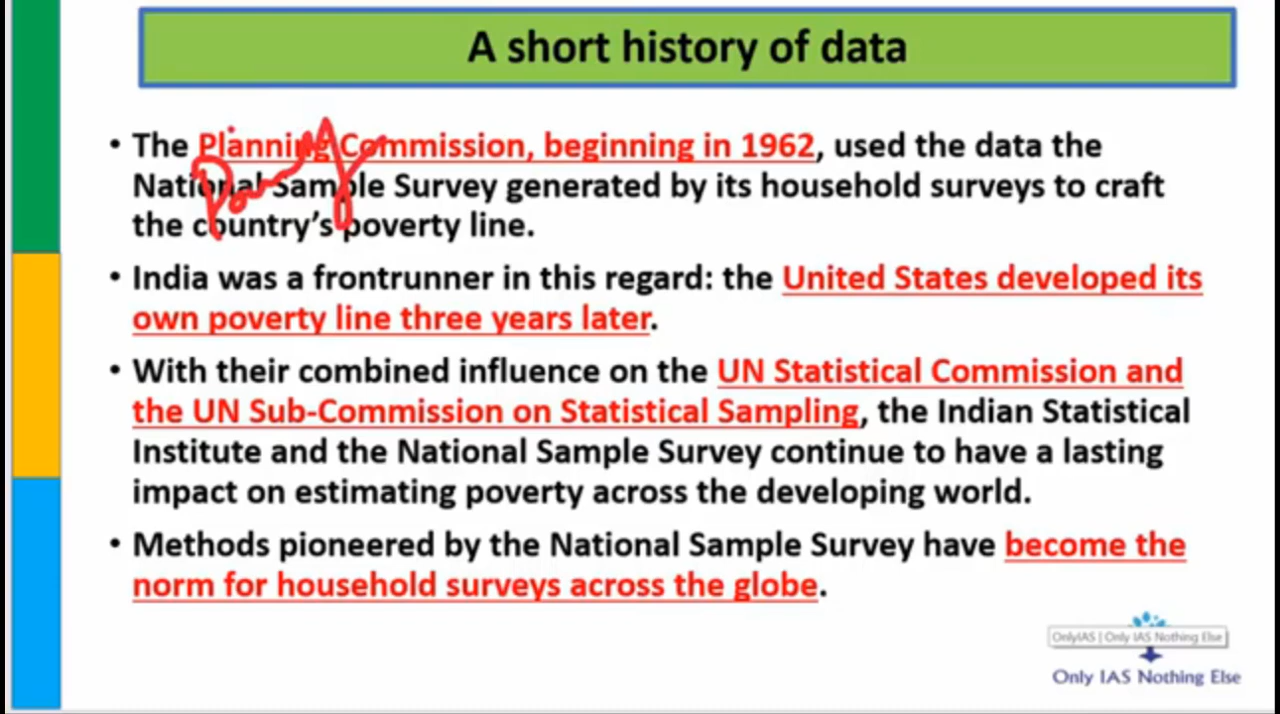 A short history of data
• The Planning Commission, beginning in 1962, used the data the
National Sample Survey generated by its household surveys to craft
the country's poverty line.
• India was a frontrunner in this regard: the United States developed its
own poverty line three years later.
• With their combined influence on the UN Statistical Commission and
the UN Sub-Commission on Statistical Sampling, the Indian Statistical
Institute and the National Sample Survey continue to have a lasting
impact on estimating poverty across the developing world.
• Methods pioneered by the National Sample Survey have become the
norm for household surveys across the globe.
OnlyIAS | Only IAS Nothing Else
Only IAS Nothing Else